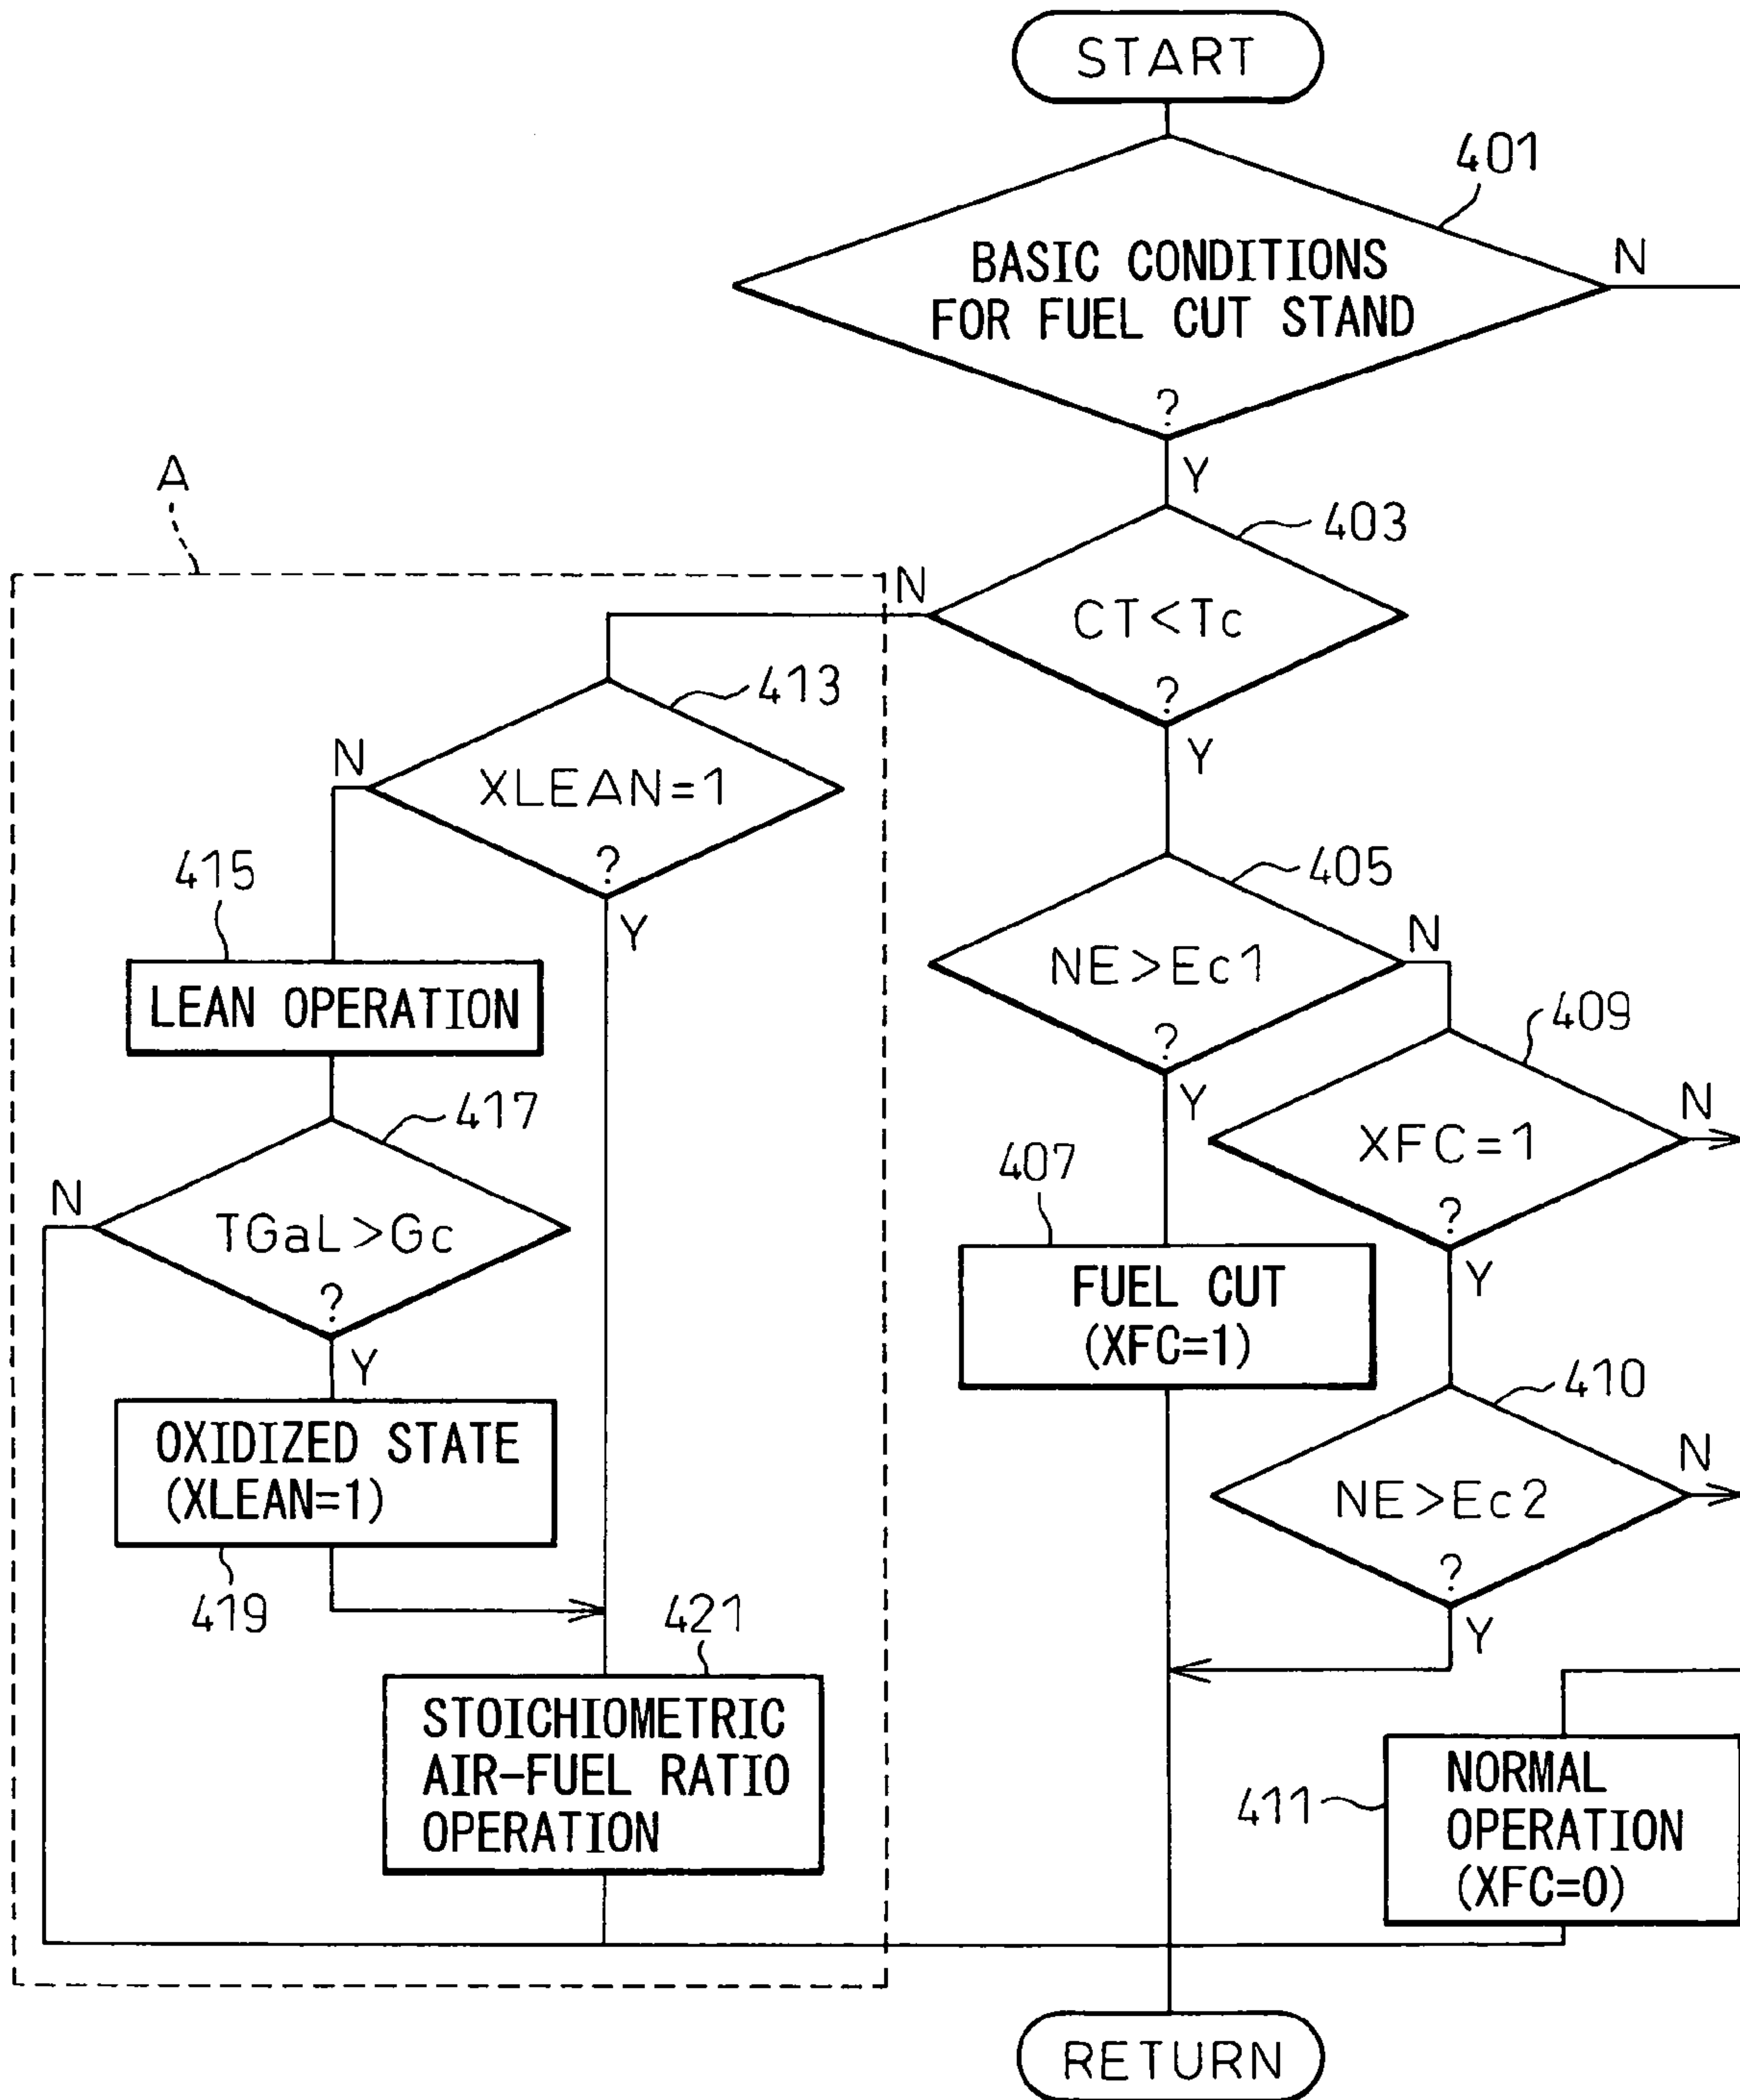 START
401
BASIC CONDITIONS
FOR FUEL CUT STAND
?
N
Y
A
403
N
CT<Tc
?
Y
413
N
XLEAN=1
?
Y
405
N
NE>Ec1
?
Y
415
LEAN OPERATION
409
N
XFC=1
?
Y
417
N
TGaL>Gc
?
Y
407
FUEL CUT
(XFC=1)
410
N
NE>Ec2
?
Y
OXIDIZED STATE
(XLEAN=1)
419
421
STOICHIOMETRIC
AIR-FUEL RATIO
OPERATION
411
NORMAL
OPERATION
(XFC=0)
RETURN